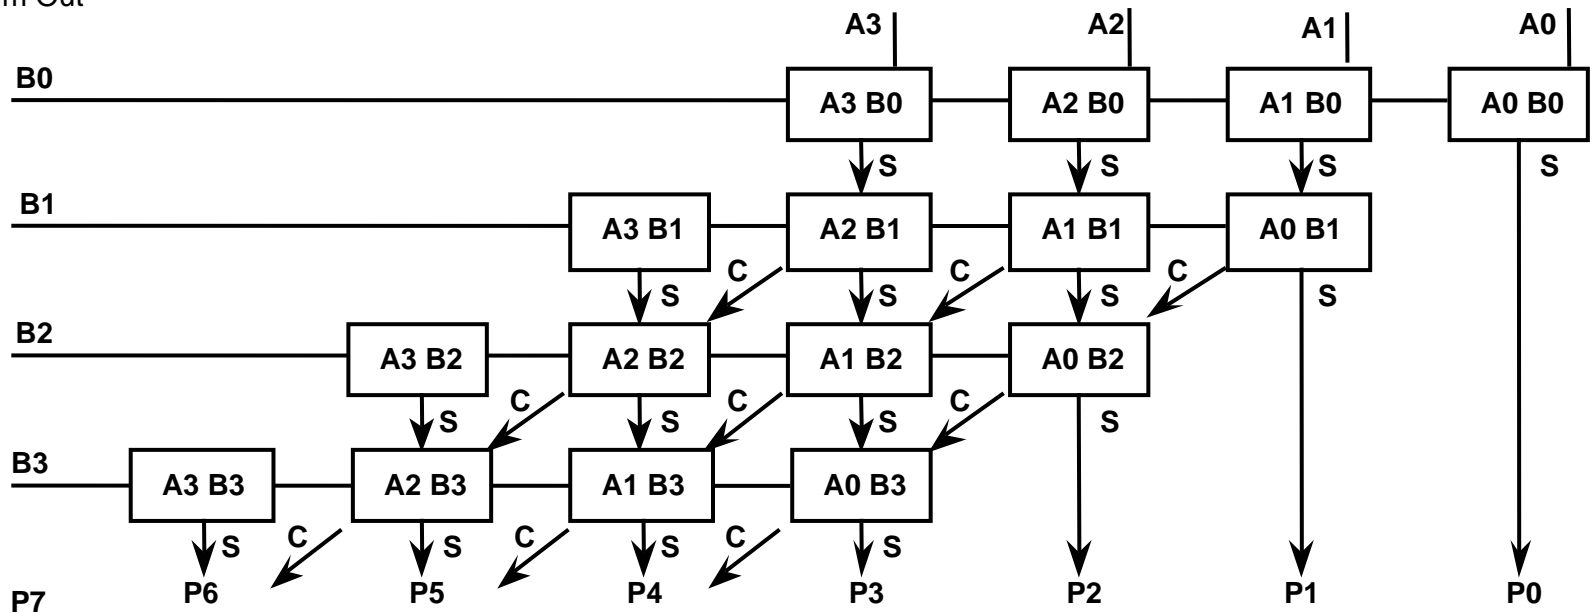 Out
A3 A2 A1 A0
B0
A3 B0 A2 B0 A1 B0 A0 B0
S S S S
B1
A3 B1 A2 B1 A1 B1 A0 B1
C C C
S S S S
B2
A3 B2 A2 B2 A1 B2 A0 B2
C C C
S S S S
B3
A3 B3 A2 B3 A1 B3 A0 B3
S C S C S C S
P7 P6 P5 P4 P3 P2 P1 P0